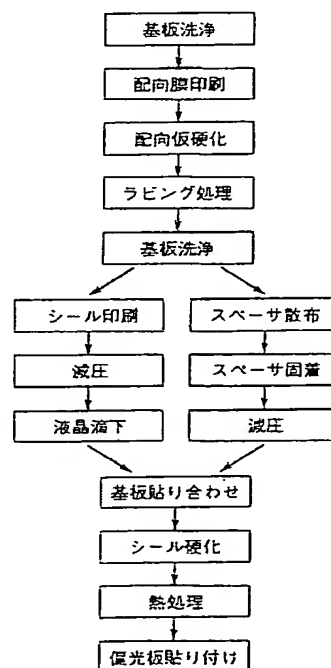 基板洗浄
配向膜印刷
配向仮硬化
ラビング処理
基板洗浄
シール印刷
スペーサ散布
減圧
スペーサ固着
液晶滴下
減圧
基板貼り合わせ
シール硬化
熱処理
偏光板貼り付け